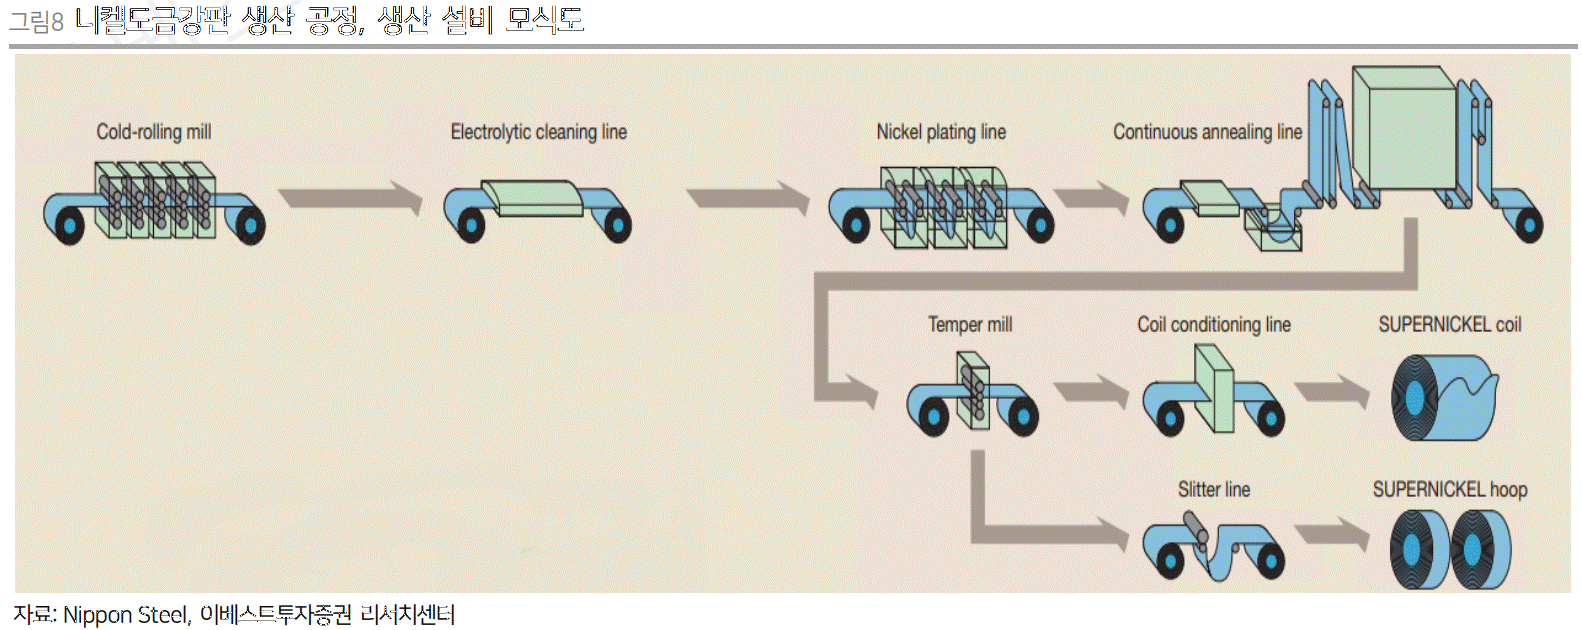 그림8 니켈도금강판 생산 공정, 생산 설비 모식도
Cold-rolling mill
Electrolytic cleaning line
Nickel plating line
Continuous annealing line
Temper mill
Coil conditioning line
SUPERNICKEL coil
Slitter line
SUPERNICKEL hoop
자료: Nippon Steel, 이베스트투자증권 리서치센터